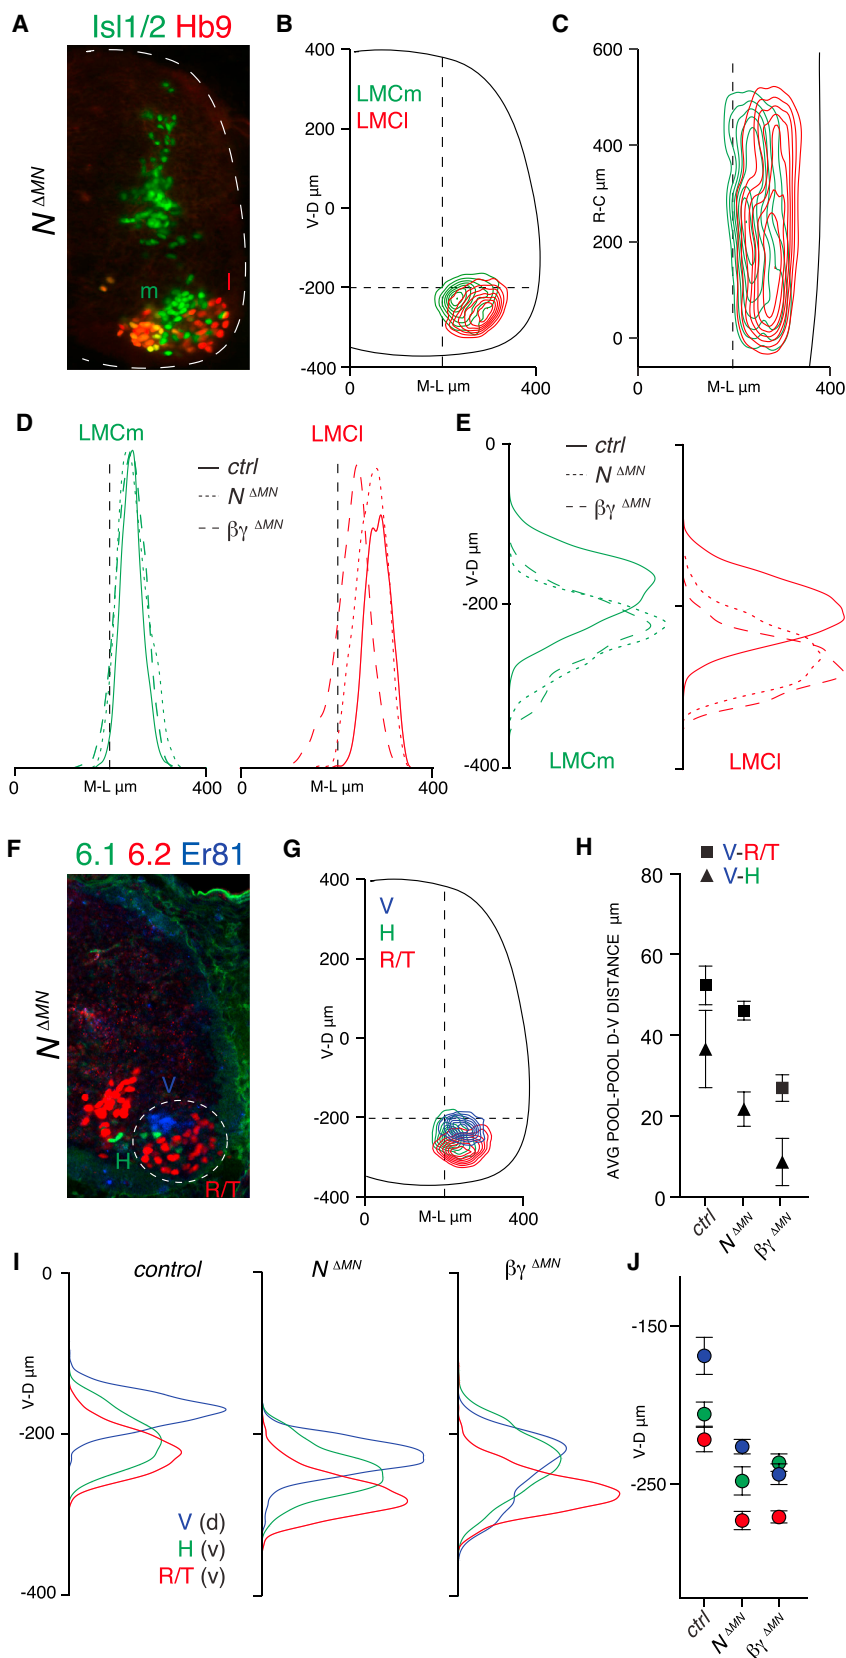 A
Isl1/2 Hb9
N ΔMN
m
l
B
400
200
0
-200
-400
V-D µm
LMCm
LMCl
0
M-L µm
400
C
600
400
200
0
R-C µm
0
M-L µm
400
D
LMCm
LMCl
ctrl
N ΔMN
βγ ΔMN
0
M-L µm
400
0
M-L µm
400
E
0
-200
-400
V-D µm
ctrl
N ΔMN
βγ ΔMN
LMCm
LMCl
F
6.1 6.2 Er81
N ΔMN
V
H
R/T
G
400
200
0
-200
-400
V-D µm
V
H
R/T
0
M-L µm
400
H
V-R/T
V-H
80
60
40
20
0
AVG POOL-POOL D-V DISTANCE µm
ctrl
N ΔMN
βγ ΔMN
I
0
-200
-400
V-D µm
control
N ΔMN
βγ ΔMN
V (d)
H (v)
R/T (v)
J
-150
-250
V-D µm
ctrl
N ΔMN
βγ ΔMN